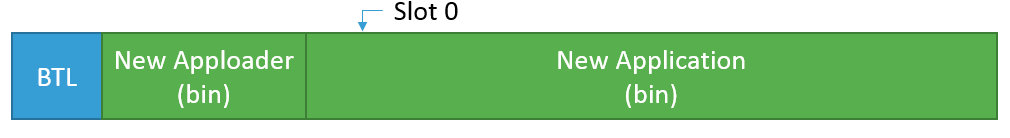 Slot 0
BTL
New Apploader
(bin)
New Application
(bin)